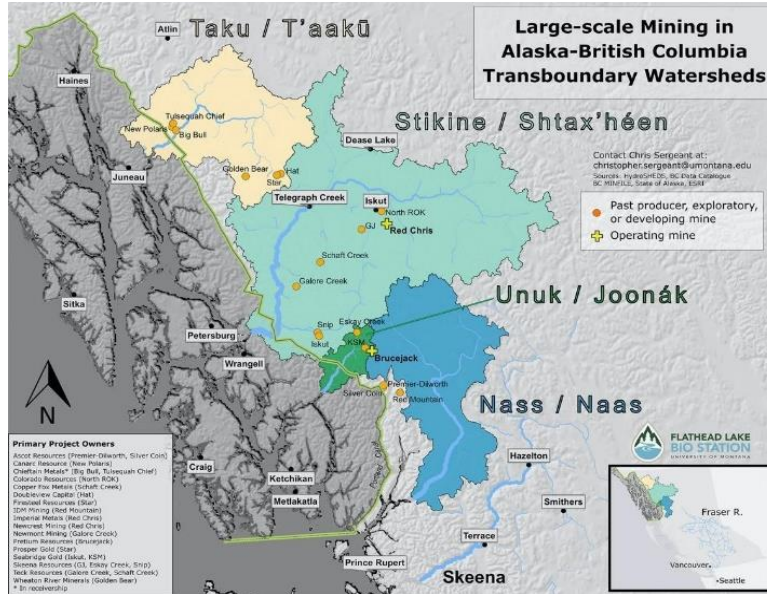 Large-scale Mining in
Alaska-British Columbia
Transboundary Watersheds
Taku / T'aaḵū
Atlin
Haines
Tulsequah Chief
New Polaris
Big Bull
Juneau
Golden Bear
Hat
Star
Stikine / Shtax'héen
Dease Lake
Contact Chris Sergeant at:
christopher.sergeant@umontana.edu
Sources: HydroSHEDS, BC Data Catalogue
BC MINFILE, State of Alaska, ESRI
Past producer, exploratory,
or developing mine
Operating mine
Telegraph Creek
Iskut
North ROK
GJ
Red Chris
Schaft Creek
Galore Creek
Sitka
Unuk / Joonák
Petersburg
Snip
Iskut
Eskay Creek
KSM
Brucejack
Wrangell
N
Premier-Dilworth
Silver Coin
Red Mountain
Nass / Naas
FLATHEAD LAKE
BIO STATION
UNIVERSITY OF MONTANA
Primary Project Owners
Ascot Resources (Premier-Dilworth, Silver Coin)
Canarc Resource (New Polaris)
Chieftain Metals* (Big Bull, Tulsequah Chief)
Colorado Resources (North ROK)
Copper Fox Metals (Schaft Creek)
Doubleview Capital (Hat)
Firesteel Resources (Star)
IDM Mining (Red Mountain)
Imperial Metals (Red Chris)
Newcrest Mining (Red Chris)
Newmont Mining (Galore Creek)
Pretium Resources (Brucejack)
Prosper Gold (Star)
Seabridge Gold (Iskut, KSM)
Skeena Resources (GJ, Eskay Creek, Snip)
Teck Resources (Galore Creek, Schaft Creek)
Wheaton River Minerals (Golden Bear)
* In receivership
Craig
Ketchikan
Metlakatla
Hazelton
Smithers
Terrace
Prince Rupert
Skeena
Fraser R.
Vancouver
Seattle